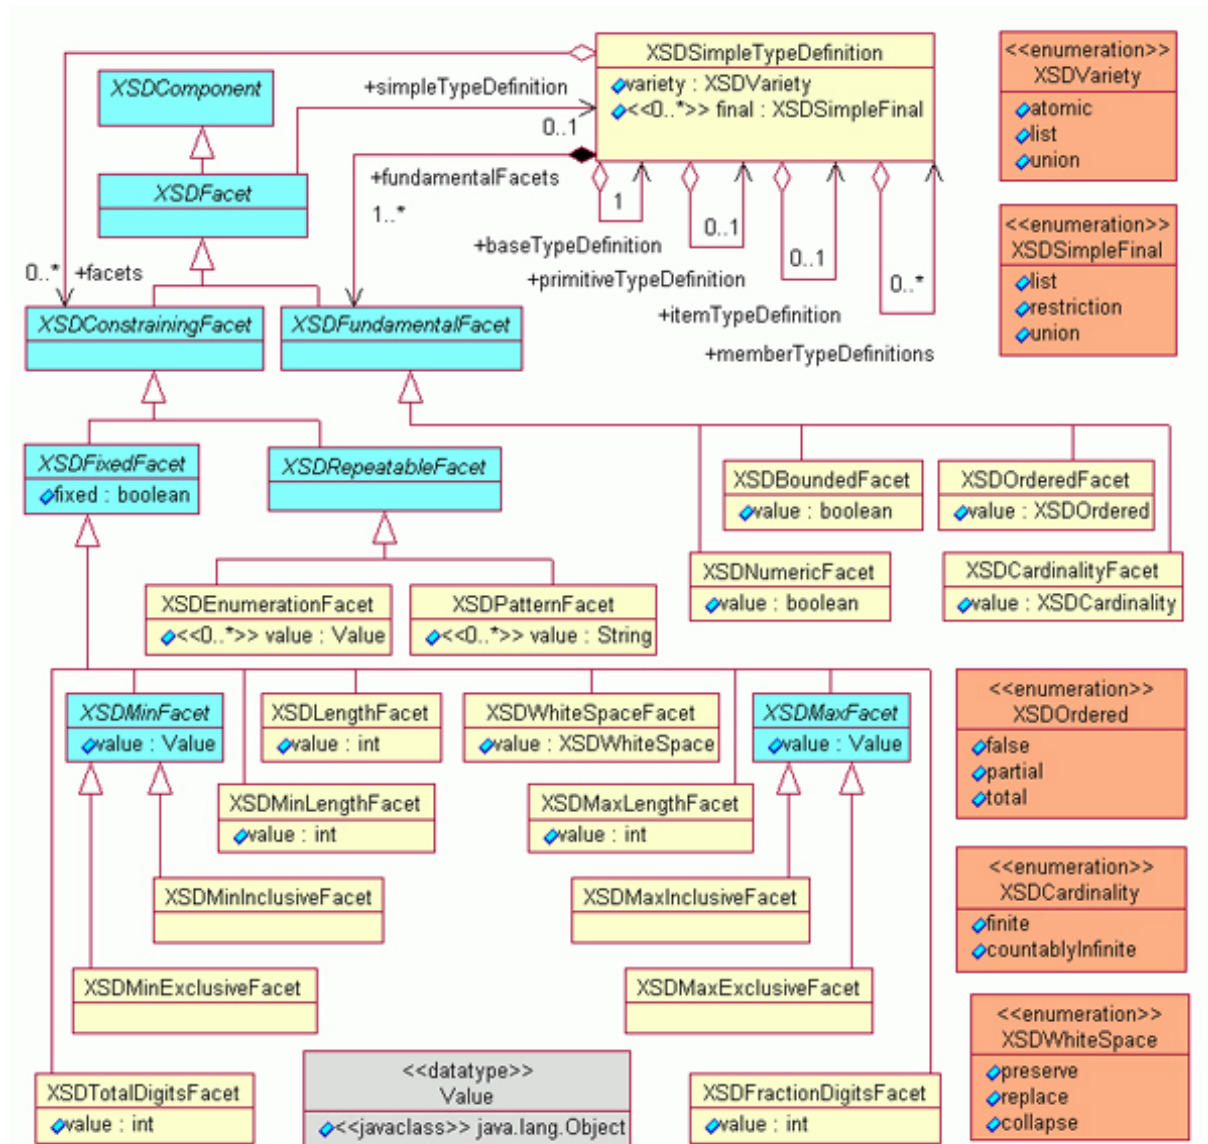 XSDSimpleTypeDefinition
variety : XSDVariety
<<0..*>> final : XSDSimpleFinal
<<enumeration>>
XSDVariety
atomic
list
union
XSDComponent
+simpleTypeDefinition
0..1
XSDFacet
+fundamentalFacets
1..*
1
0..1
0..1
0..*
+baseTypeDefinition
+primitiveTypeDefinition
+itemTypeDefinition
+memberTypeDefinitions
<<enumeration>>
XSDSimpleFinal
list
restriction
union
0..* +facets
XSDConstrainingFacet
XSDFundamentalFacet
XSDFixedFacet
fixed : boolean
XSDRepeatableFacet
XSDBoundedFacet
value : boolean
XSDOrderedFacet
value : XSDOrdered
XSDNumericFacet
value : boolean
XSDCardinalityFacet
value : XSDCardinality
XSDEnumerationFacet
<<0..*>> value : Value
XSDPatternFacet
<<0..*>> value : String
XSDMinFacet
value : Value
XSDLengthFacet
value : int
XSDWhiteSpaceFacet
value : XSDWhiteSpace
XSDMaxFacet
value : Value
<<enumeration>>
XSDOrdered
false
partial
total
XSDMinLengthFacet
value : int
XSDMaxLengthFacet
value : int
XSDMinInclusiveFacet
XSDMaxInclusiveFacet
<<enumeration>>
XSDCardinality
finite
countablyInfinite
XSDMinExclusiveFacet
XSDMaxExclusiveFacet
<<enumeration>>
XSDWhiteSpace
preserve
replace
collapse
XSDTotalDigitsFacet
value : int
<<datatype>>
Value
<<javaclass>> java.lang.Object
XSDFractionDigitsFacet
value : int